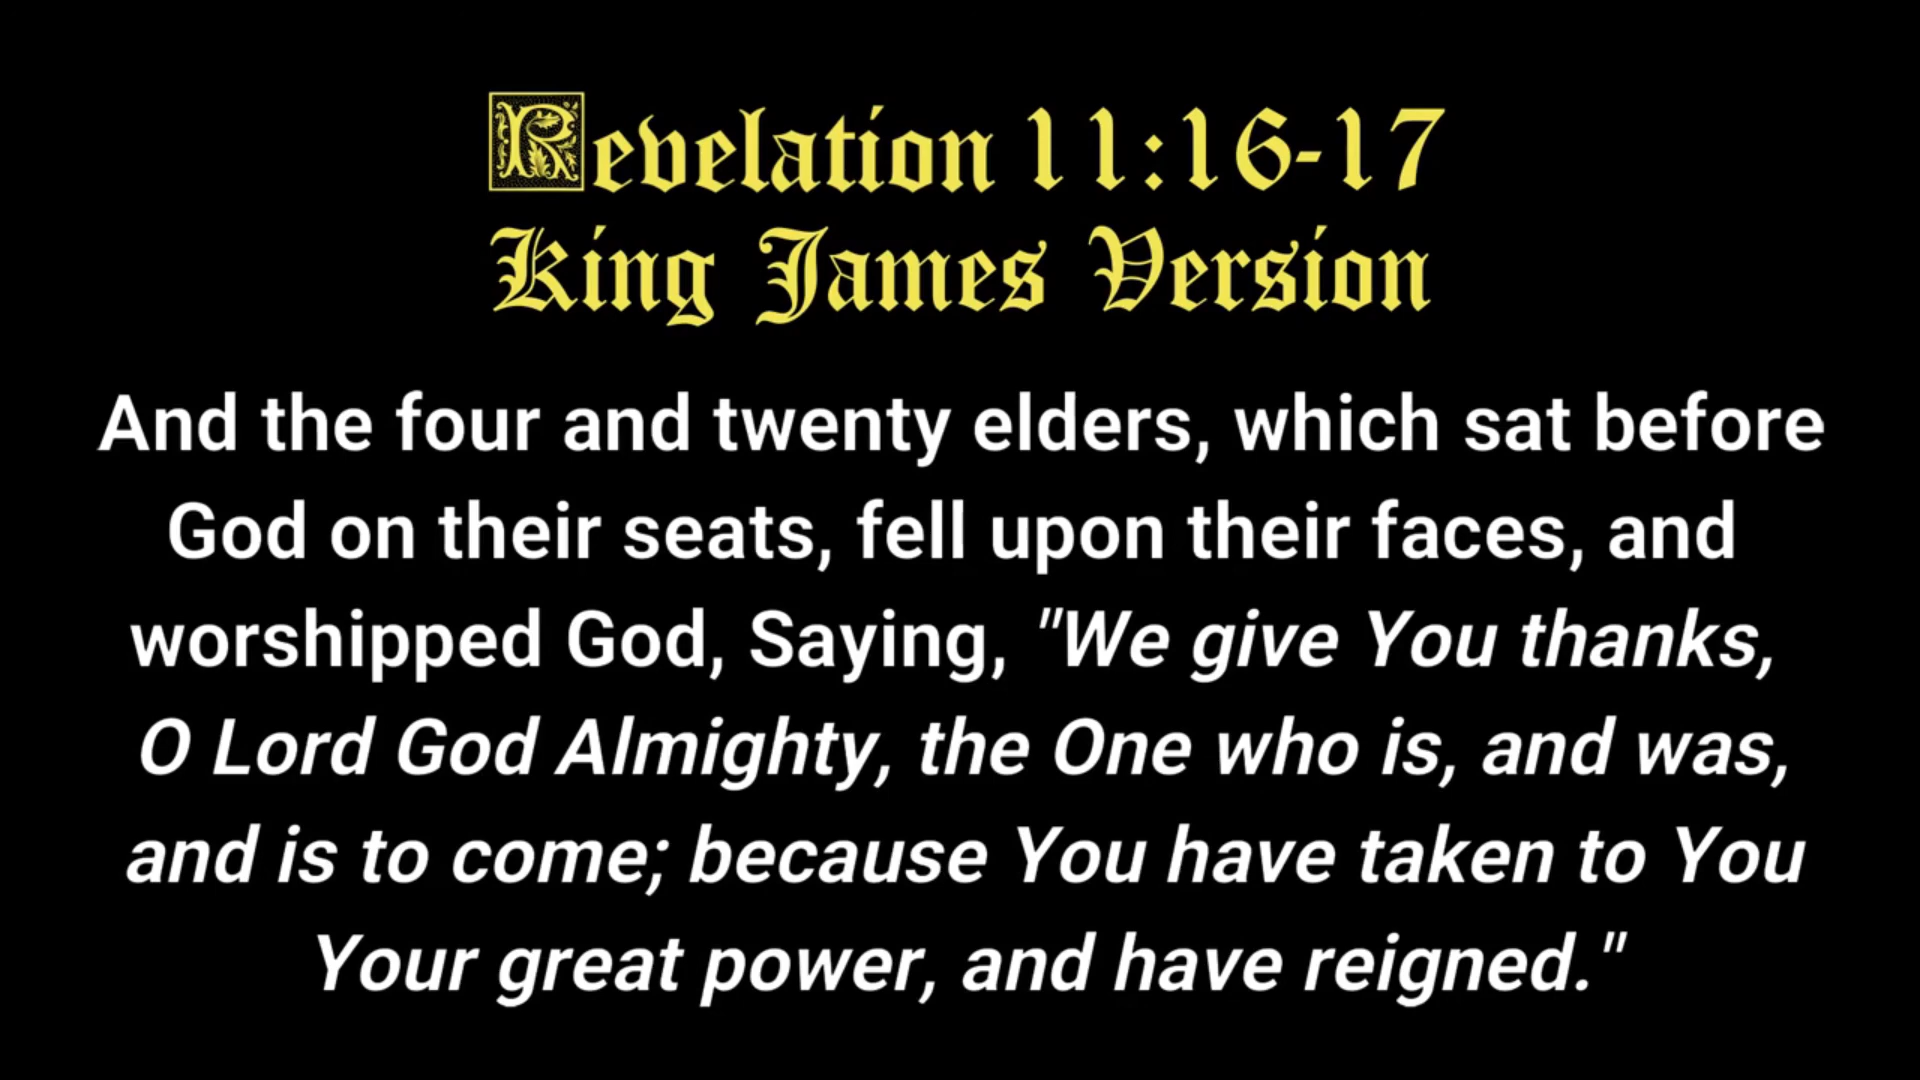 Revelation 11:16-17
King James Version
And the four and twenty elders, which sat before
God on their seats, fell upon their faces, and
worshipped God, Saying, "We give You thanks,
O Lord God Almighty, the One who is, and was,
and is to come; because You have taken to You
Your great power, and have reigned."